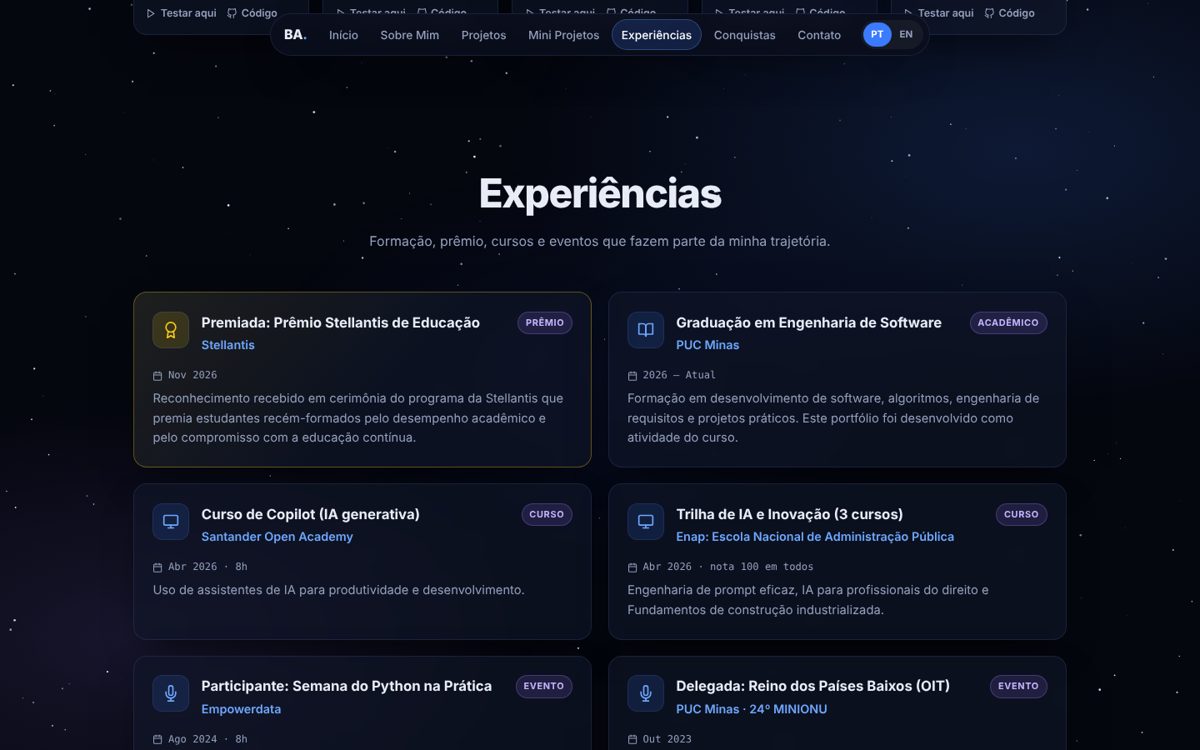 Testar aqui Código Testar aqui Código Testar aqui Código Testar aqui Código Testar aqui Código
BA. Início Sobre Mim Projetos Mini Projetos Experiências Conquistas Contato PT EN
Experiências
Formação, prêmio, cursos e eventos que fazem parte da minha trajetória.
Premiada: Prêmio Stellantis de Educação PRÊMIO
Stellantis
Nov 2026
Reconhecimento recebido em cerimônia do programa da Stellantis que
premia estudantes recém-formados pelo desempenho acadêmico e
pelo compromisso com a educação contínua.
Graduação em Engenharia de Software ACADÊMICO
PUC Minas
2026 — Atual
Formação em desenvolvimento de software, algoritmos, engenharia de
requisitos e projetos práticos. Este portfólio foi desenvolvido como
atividade do curso.
Curso de Copilot (IA generativa) CURSO
Santander Open Academy
Abr 2026 · 8h
Uso de assistentes de IA para produtividade e desenvolvimento.
Trilha de IA e Inovação (3 cursos) CURSO
Enap: Escola Nacional de Administração Pública
Abr 2026 · nota 100 em todos
Engenharia de prompt eficaz, IA para profissionais do direito e
Fundamentos de construção industrializada.
Participante: Semana do Python na Prática EVENTO
Empowerdata
Ago 2024 · 8h
Delegada: Reino dos Países Baixos (OIT) EVENTO
PUC Minas · 24º MINIONU
Out 2023